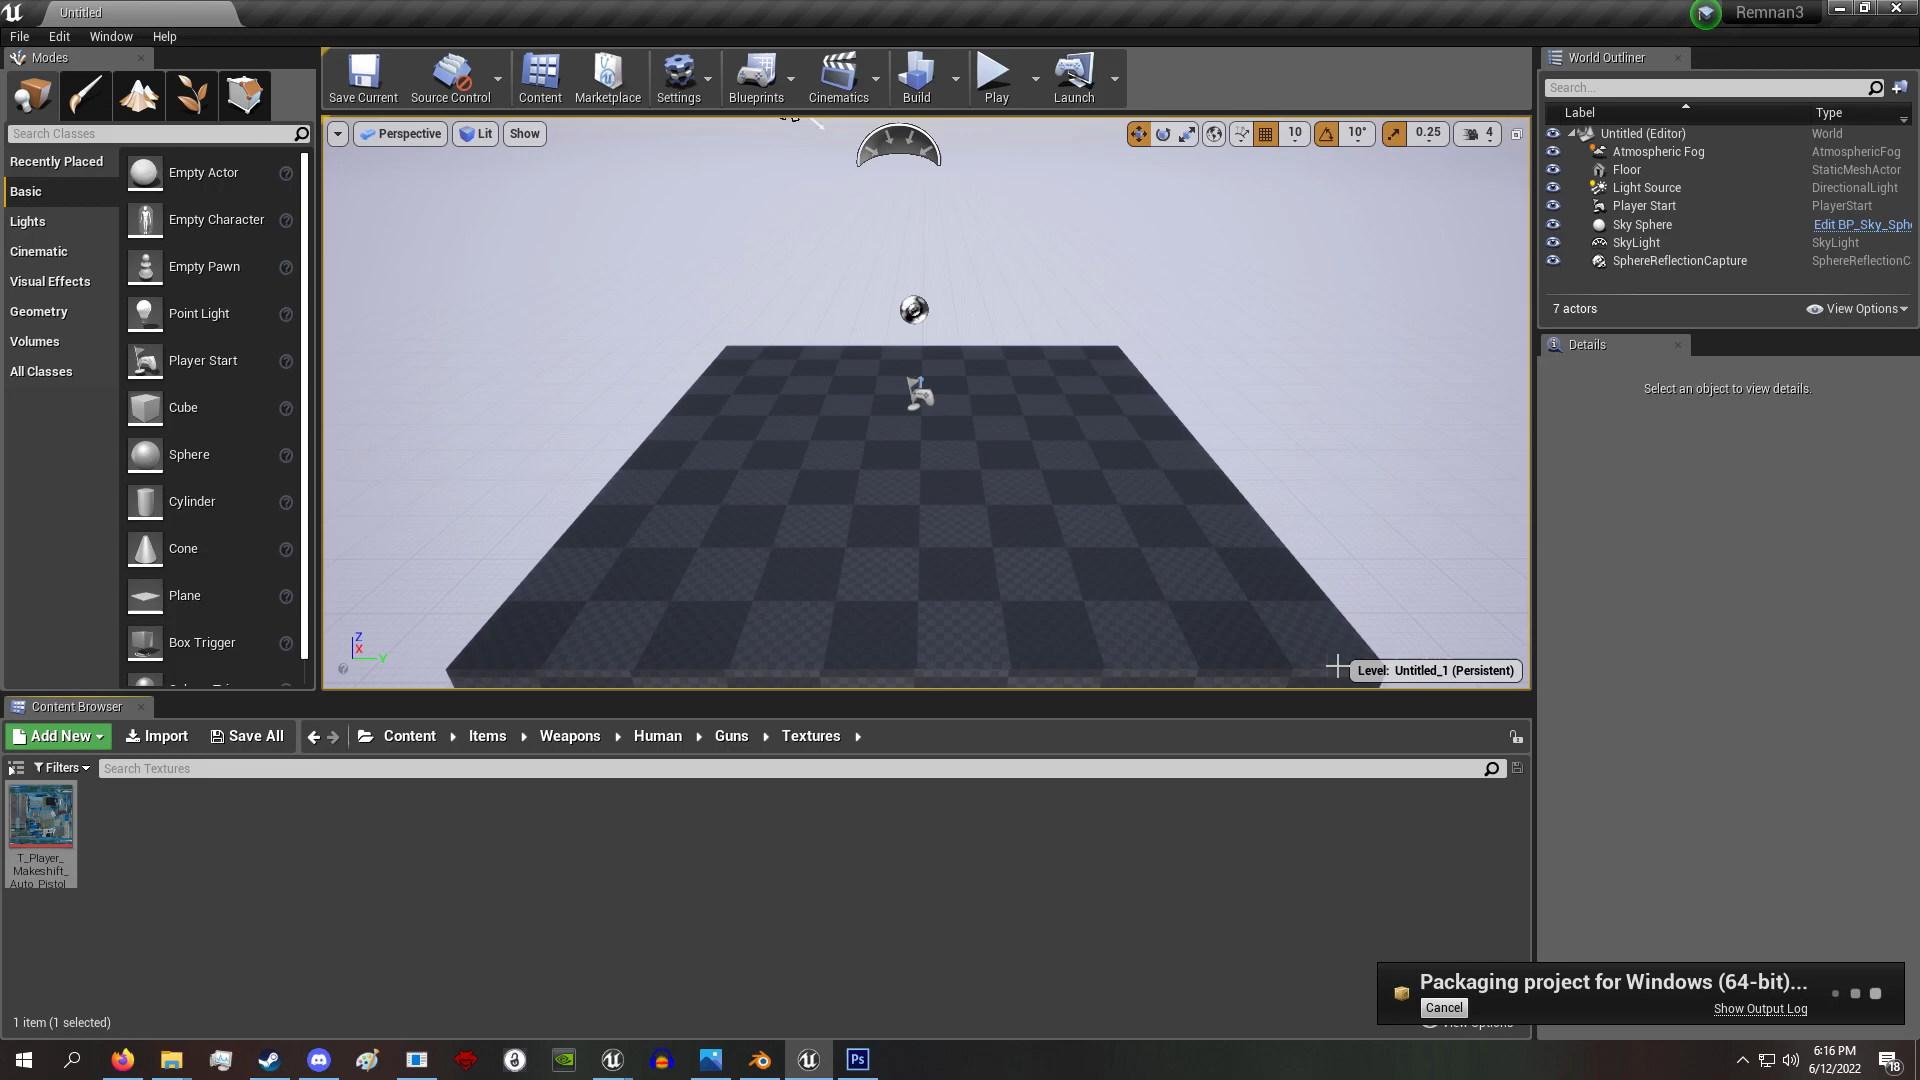 Untitled
Remnan3
File Edit Window Help
Modes
Search Classes
Recently Placed
Basic
Lights
Cinematic
Visual Effects
Geometry
Volumes
All Classes
Empty Actor
Empty Character
Empty Pawn
Point Light
Player Start
Cube
Sphere
Cylinder
Cone
Plane
Box Trigger
Save Current
Source Control
Content
Marketplace
Settings
Blueprints
Cinematics
Build
Play
Launch
Perspective
Lit
Show
10
10°
0.25
4
Z
X
Y
Level: Untitled_1 (Persistent)
World Outliner
Search...
Label Type
Untitled (Editor) World
Atmospheric Fog AtmosphericFog
Floor StaticMeshActor
Light Source DirectionalLight
Player Start PlayerStart
Sky Sphere Edit BP_Sky_Sph
SkyLight SkyLight
SphereReflectionCapture SphereReflectionC
7 actors
View Options
Details
Select an object to view details.
Content Browser
Add New
Import
Save All
Content Items Weapons Human Guns Textures
Filters
Search Textures
T_Player_
Makeshift_
Auto_Pistol
1 item (1 selected)
View Options
Packaging project for Windows (64-bit)...
Cancel
Show Output Log
Ps
6:16 PM
6/12/2022
18